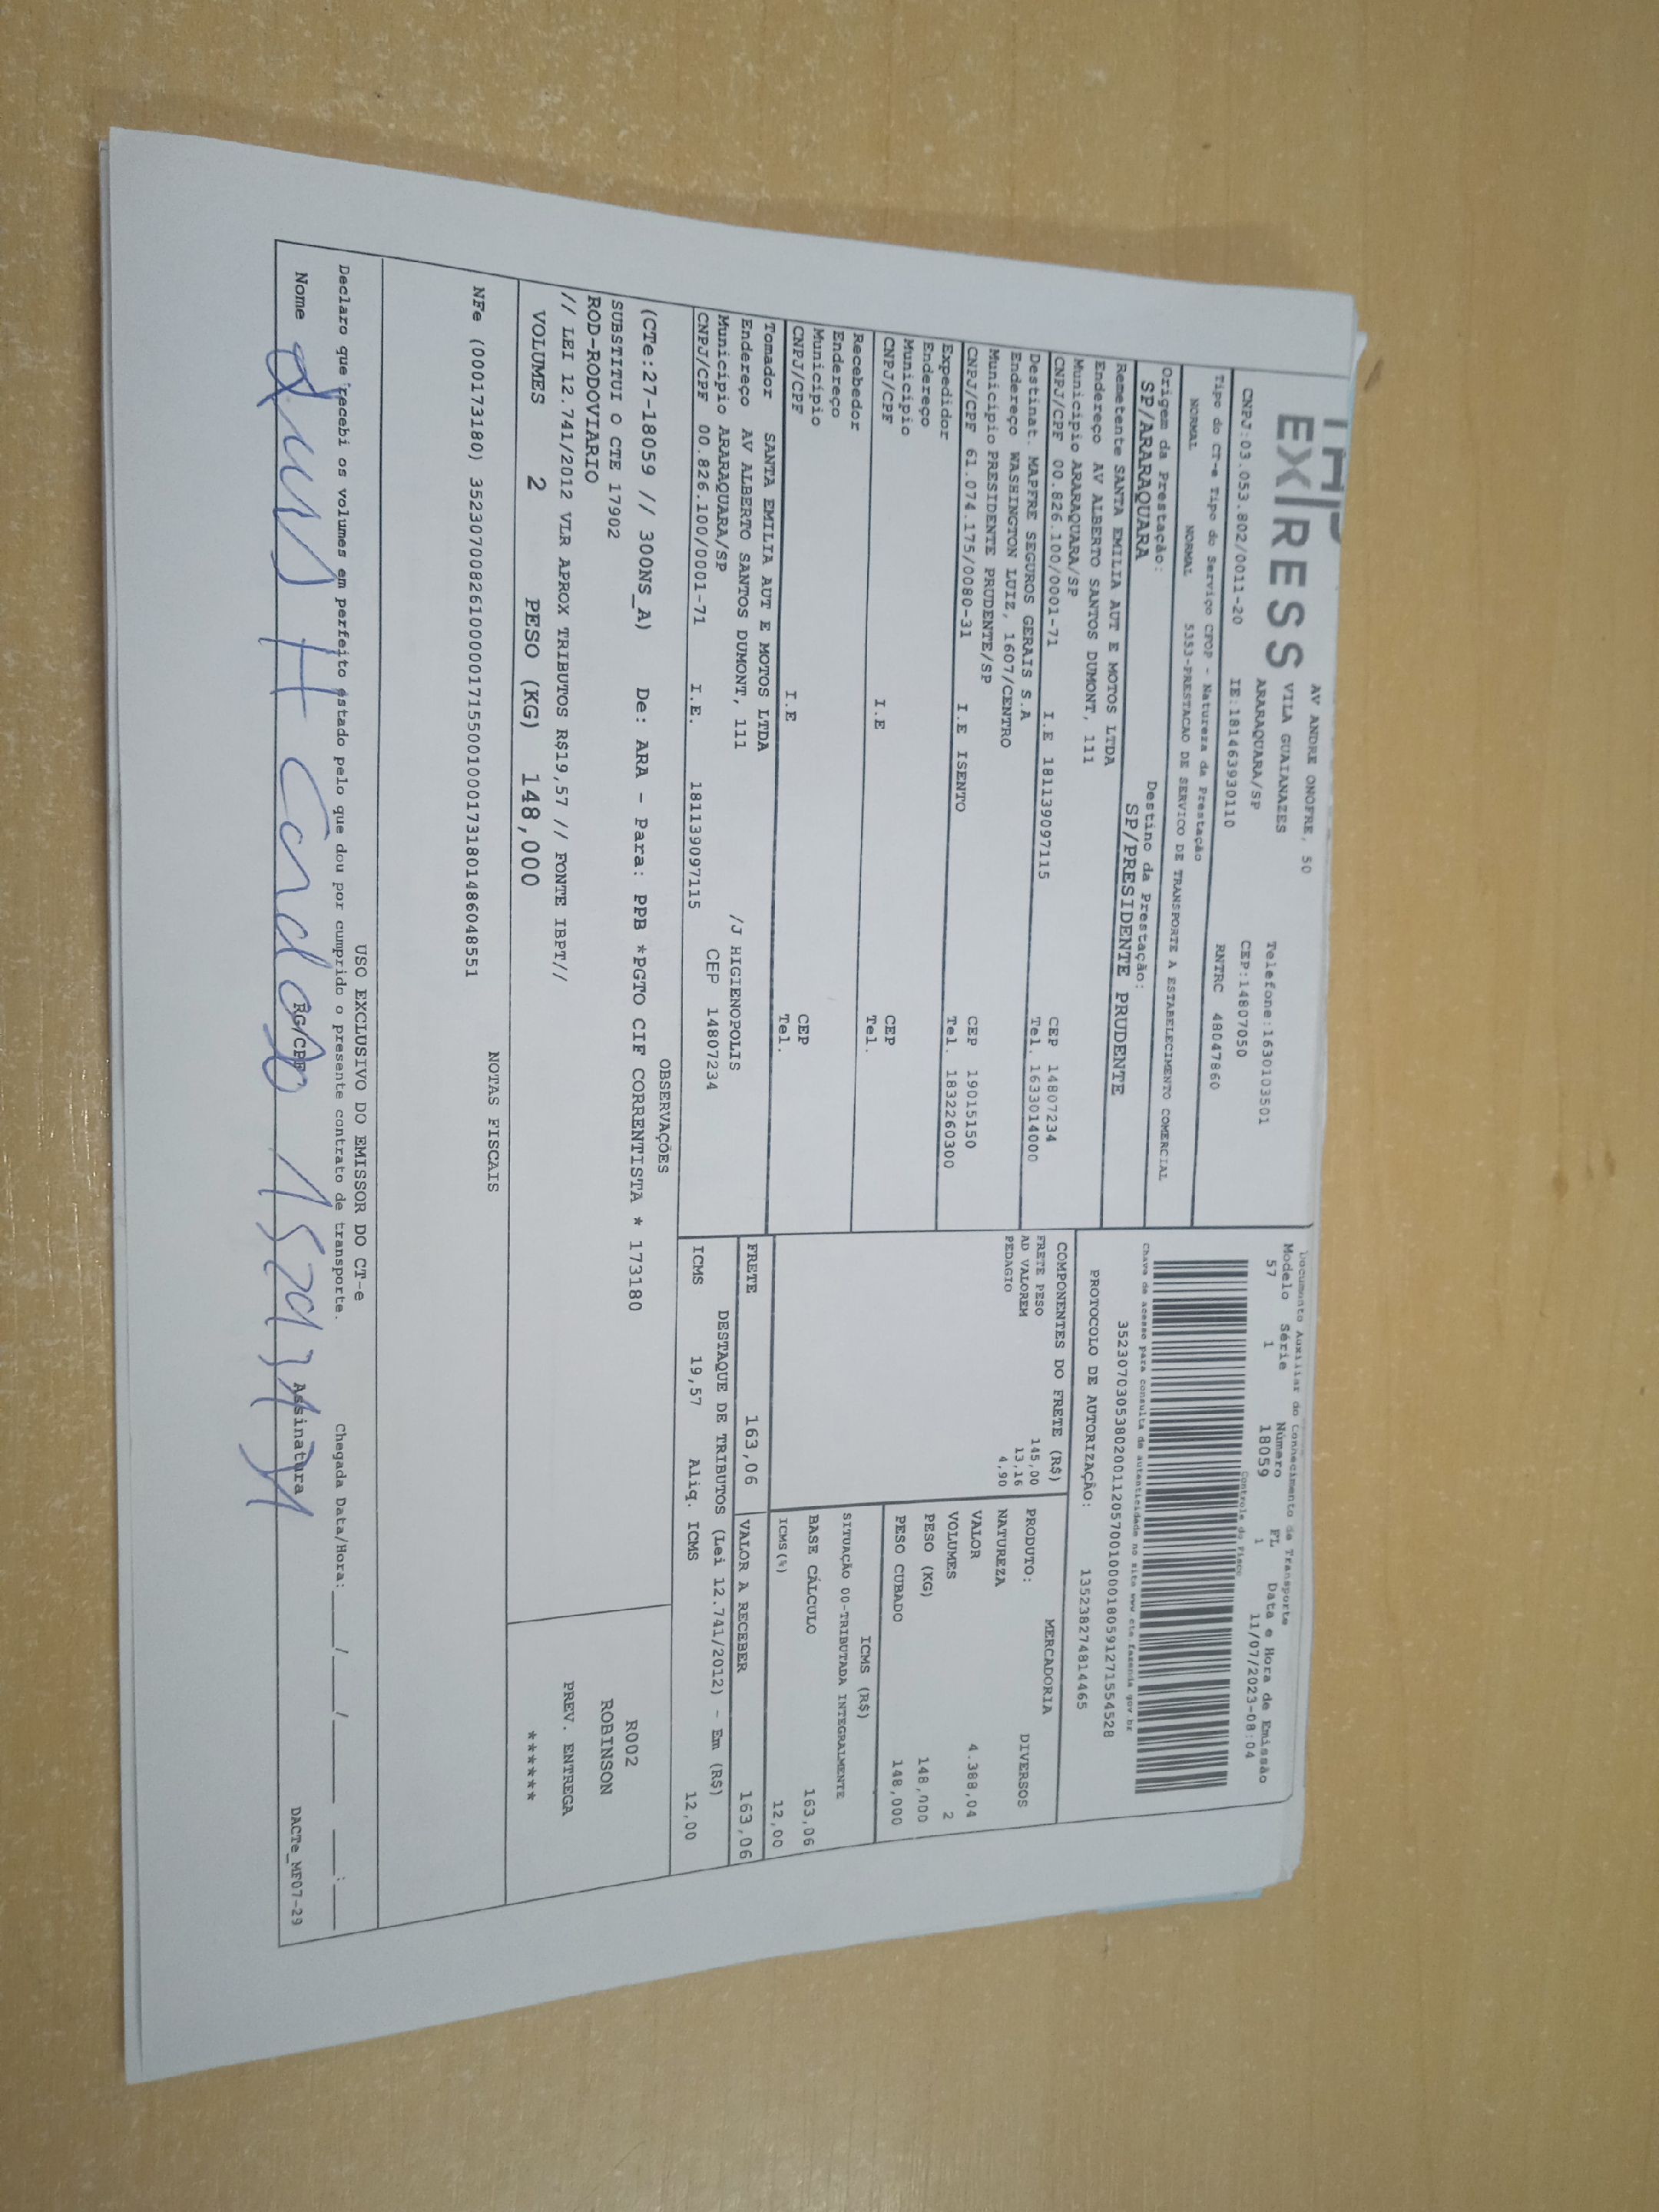 EXPRESS
AV ANDRE ONOFRE, 50
VILA GUAIANAZES
ARARAQUARA/SP
Telefone:1630103501
CEP:14807050
CNPJ:03.053.802/0011-20 IE:181463930110 RNTRC 48047860
Tipo do CT-e Tipo do Serviço CFOP - Natureza da Prestação
NORMAL NORMAL 5353-PRESTACAO DE SERVICO DE TRANSPORTE A ESTABELECIMENTO COMERCIAL
Origem da Prestação: Destino da Prestação:
SP/ARARAQUARA SP/PRESIDENTE PRUDENTE
Documento Auxiliar do Conhecimento de Transporte
Modelo Série Número FL Data e Hora de Emissão
57 1 18059 1 11/07/2023-08:04
Controle do Fisco
Chave de acesso para consulta de autenticidade no site www.cte.fazenda.gov.br
35230703053802001120570010000180591271554528
PROTOCOLO DE AUTORIZAÇÃO: 135238274814465
Remetente SANTA EMILIA AUT E MOTOS LTDA
Endereço AV ALBERTO SANTOS DUMONT, 111
Municipio ARARAQUARA/SP CEP 14807234
CNPJ/CPF 00.826.100/0001-71 I.E 181139097115 Tel. 1633014000
Destinat. MAPFRE SEGUROS GERAIS S.A
Endereço WASHINGTON LUIZ, 1607/CENTRO
Municipio PRESIDENTE PRUDENTE/SP CEP 19015150
CNPJ/CPF 61.074.175/0080-31 I.E ISENTO Tel. 1832260300
Expedidor
Endereço
Municipio CEP
CNPJ/CPF I.E Tel.
Recebedor
Endereço
Municipio CEP
CNPJ/CPF I.E Tel.
Tomador SANTA EMILIA AUT E MOTOS LTDA
Endereço AV ALBERTO SANTOS DUMONT, 111 /J HIGIENOPOLIS
Municipio ARARAQUARA/SP CEP 14807234
CNPJ/CPF 00.826.100/0001-71 I.E. 181139097115
COMPONENTES DO FRETE (R$)
FRETE PESO 145,00
AD VALOREM 13,16
PEDAGIO 4,90
MERCADORIA
PRODUTO: DIVERSOS
NATUREZA
VALOR 4.388,04
VOLUMES 2
PESO (KG) 148,000
PESO CUBADO 148,000
ICMS (R$)
SITUAÇÃO 00-TRIBUTADA INTEGRALMENTE
BASE CÁLCULO 163,06
ICMS(%) 12,00
FRETE 163,06 VALOR A RECEBER 163,06
DESTAQUE DE TRIBUTOS (Lei 12.741/2012) - Em (R$)
ICMS 19,57 Aliq. ICMS 12,00
OBSERVAÇÕES
(CTe:27-18059 // 300NS_A) De: ARA - Para: PPB *PGTO CIF CORRENTISTA * 173180
SUBSTITUI O CTE 17902
ROD-RODOVIARIO
// LEI 12.741/2012 VLR APROX TRIBUTOS R$19,57 // FONTE IBPT//
R002
ROBINSON
PREV. ENTREGA
******
VOLUMES 2 PESO (KG) 148,000
NOTAS FISCAIS
NFe (000173180) 35230700826100000171550010001731801486048551
USO EXCLUSIVO DO EMISSOR DO CT-e
Declaro que recebi os volumes em perfeito estado pelo que dou por cumprido o presente contrato de transporte. Chegada Data/Hora:____/____/____ ____:____
Nome RG/CPF Assinatura DACTe_MF07-29